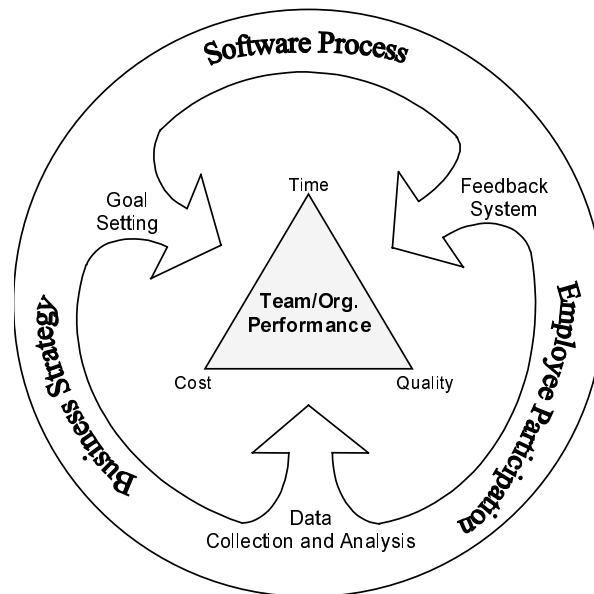 Software Process
Time
Goal
Setting
Feedback
System
Team/Org.
Performance
Business Strategy
Employee Participation
Cost
Quality
Data
Collection and Analysis